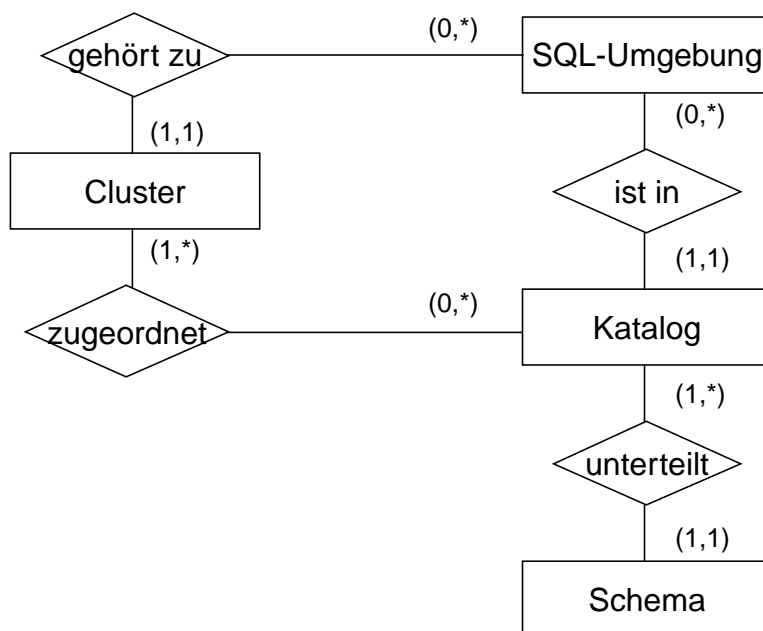 (0,*)
gehört zu
SQL-Umgebung
(1,1)
(0,*)
Cluster
ist in
(1,*)
(1,1)
(0,*)
zugeordnet
Katalog
(1,*)
unterteilt
(1,1)
Schema